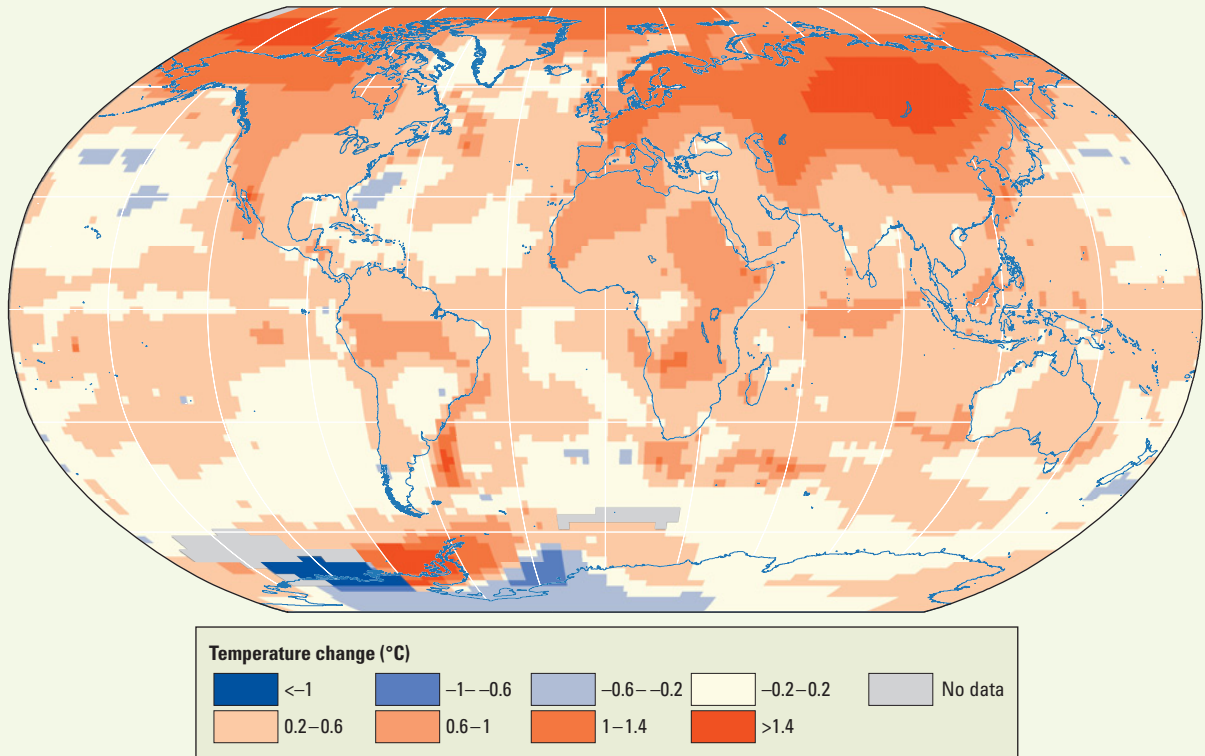 Temperature change (°C)
<–1 –1– –0.6 –0.6– –0.2 –0.2–0.2 No data
0.2–0.6 0.6–1 1–1.4 >1.4